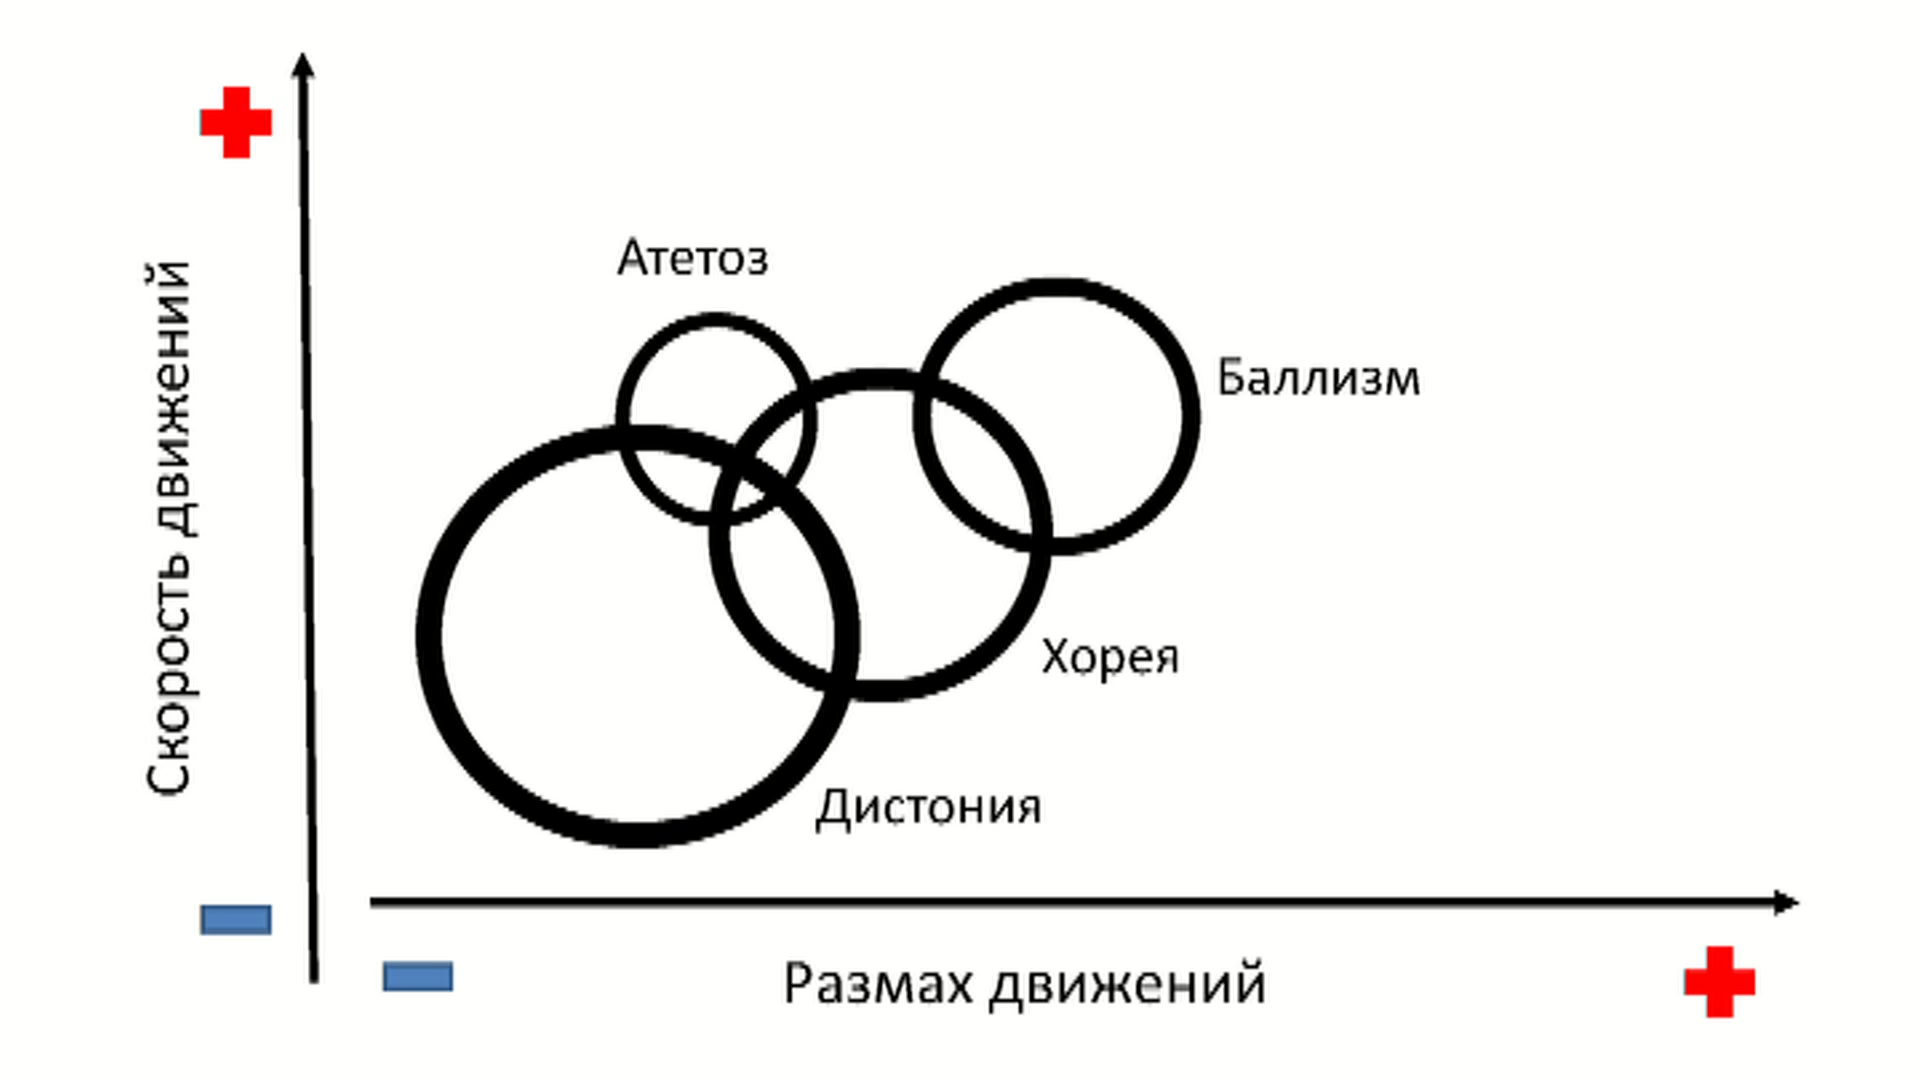 Скорость движений
Атетоз
Баллизм
Хорея
Дистония
Размах движений